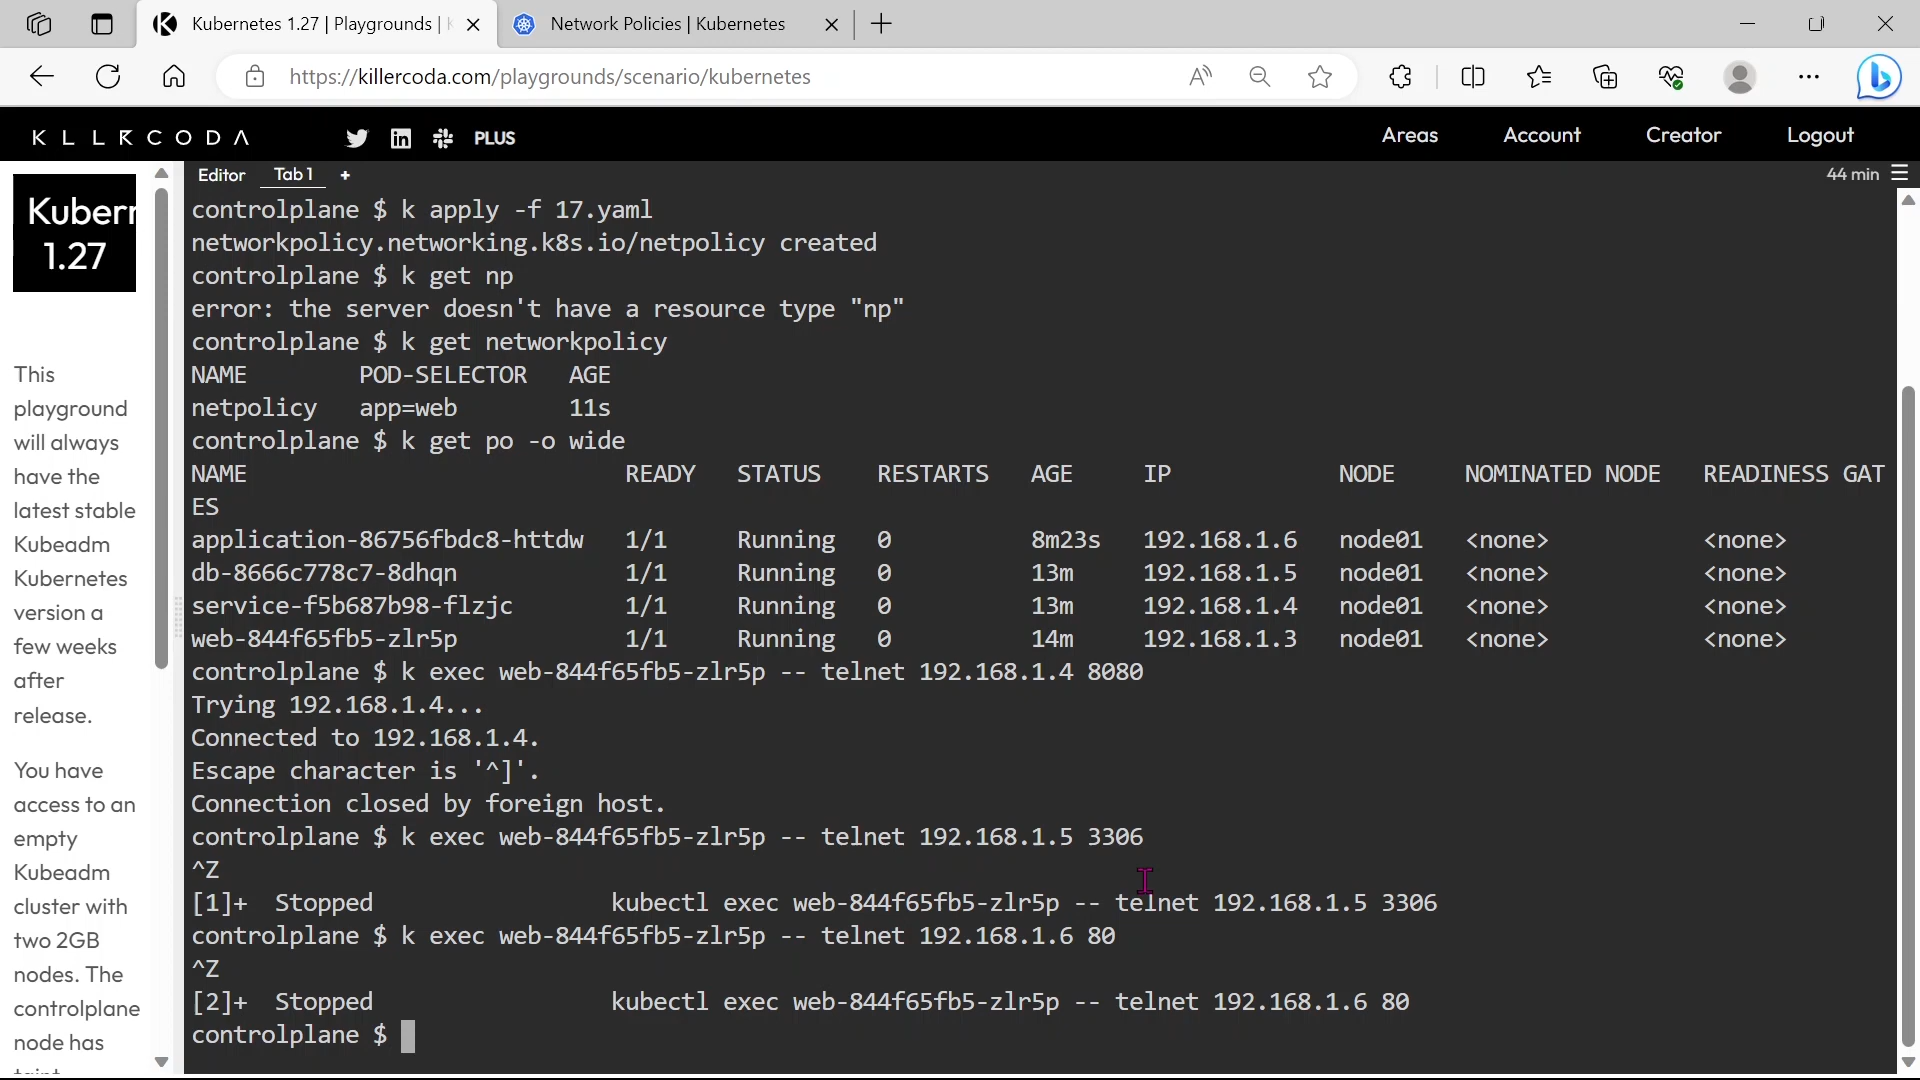 Kubernetes 1.27 | Playgrounds |
Network Policies | Kubernetes
https://killercoda.com/playgrounds/scenario/kubernetes
KLLRCODA
PLUS
Areas
Account
Creator
Logout
Editor
Tab 1
+
44 min
Kuber
1.27
This
playground
will always
have the
latest stable
Kubeadm
Kubernetes
version a
few weeks
after
release.
You have
access to an
empty
Kubeadm
cluster with
two 2GB
nodes. The
controlplane
node has
controlplane $ k apply -f 17.yaml
networkpolicy.networking.k8s.io/netpolicy created
controlplane $ k get np
error: the server doesn't have a resource type "np"
controlplane $ k get networkpolicy
NAME POD-SELECTOR AGE
netpolicy app=web 11s
controlplane $ k get po -o wide
NAME READY STATUS RESTARTS AGE IP NODE NOMINATED NODE READINESS GAT
ES
application-86756fbdc8-httdw 1/1 Running 0 8m23s 192.168.1.6 node01 <none> <none>
db-8666c778c7-8dhqn 1/1 Running 0 13m 192.168.1.5 node01 <none> <none>
service-f5b687b98-flzjc 1/1 Running 0 13m 192.168.1.4 node01 <none> <none>
web-844f65fb5-zlr5p 1/1 Running 0 14m 192.168.1.3 node01 <none> <none>
controlplane $ k exec web-844f65fb5-zlr5p -- telnet 192.168.1.4 8080
Trying 192.168.1.4...
Connected to 192.168.1.4.
Escape character is '^]'.
Connection closed by foreign host.
controlplane $ k exec web-844f65fb5-zlr5p -- telnet 192.168.1.5 3306
^Z
[1]+ Stopped kubectl exec web-844f65fb5-zlr5p -- telnet 192.168.1.5 3306
controlplane $ k exec web-844f65fb5-zlr5p -- telnet 192.168.1.6 80
^Z
[2]+ Stopped kubectl exec web-844f65fb5-zlr5p -- telnet 192.168.1.6 80
controlplane $